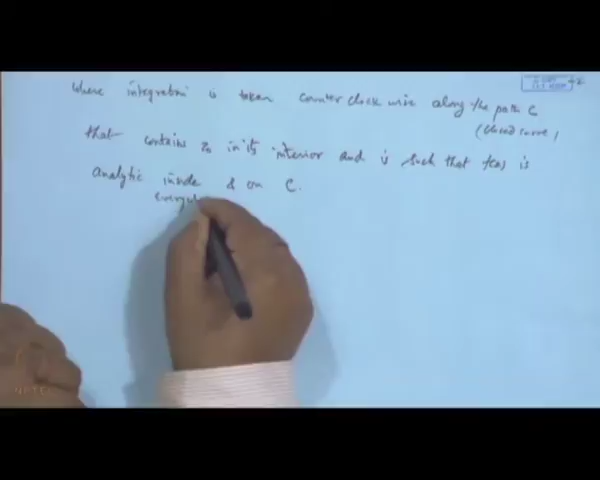 where integration is taken counter clock wise along the path C
(closed curve)
that contains z0 in its interior and is such that f(z) is
analytic inside & on C.
NPTEL